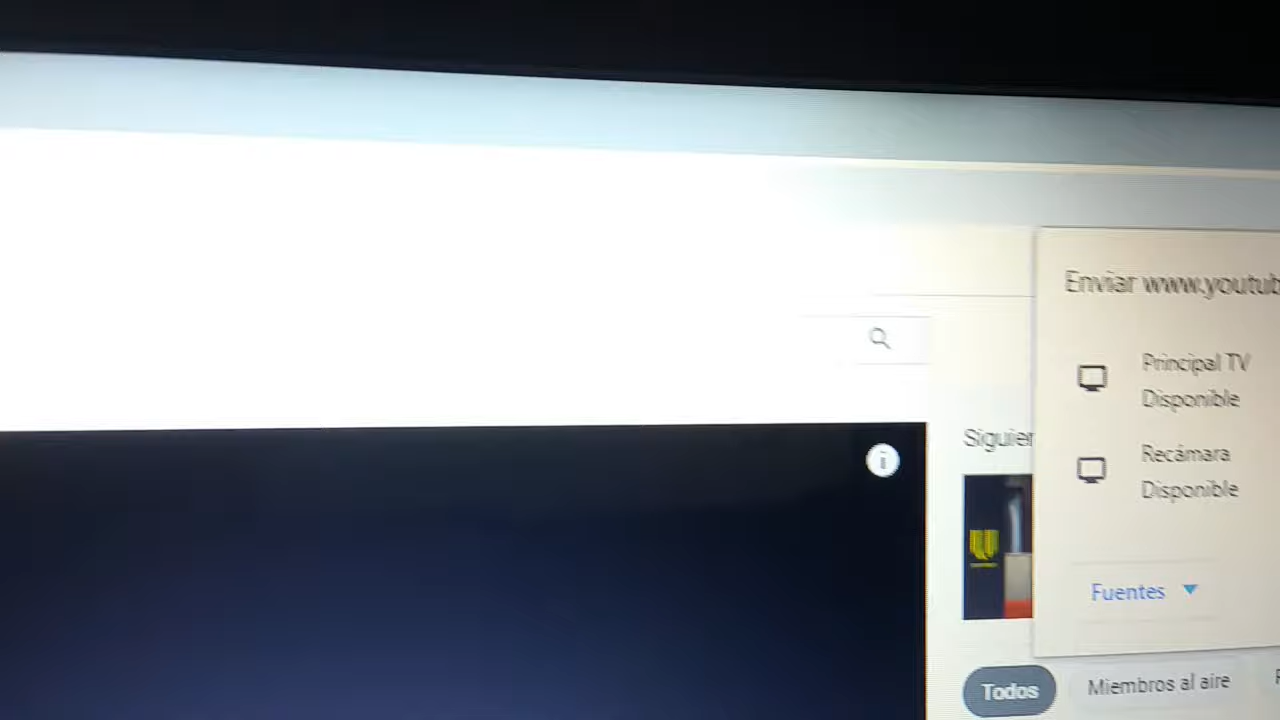 Enviar www.youtub
Principal TV
Disponible
Recámara
Disponible
Siguien
Fuentes
Todos
Miembros al aire